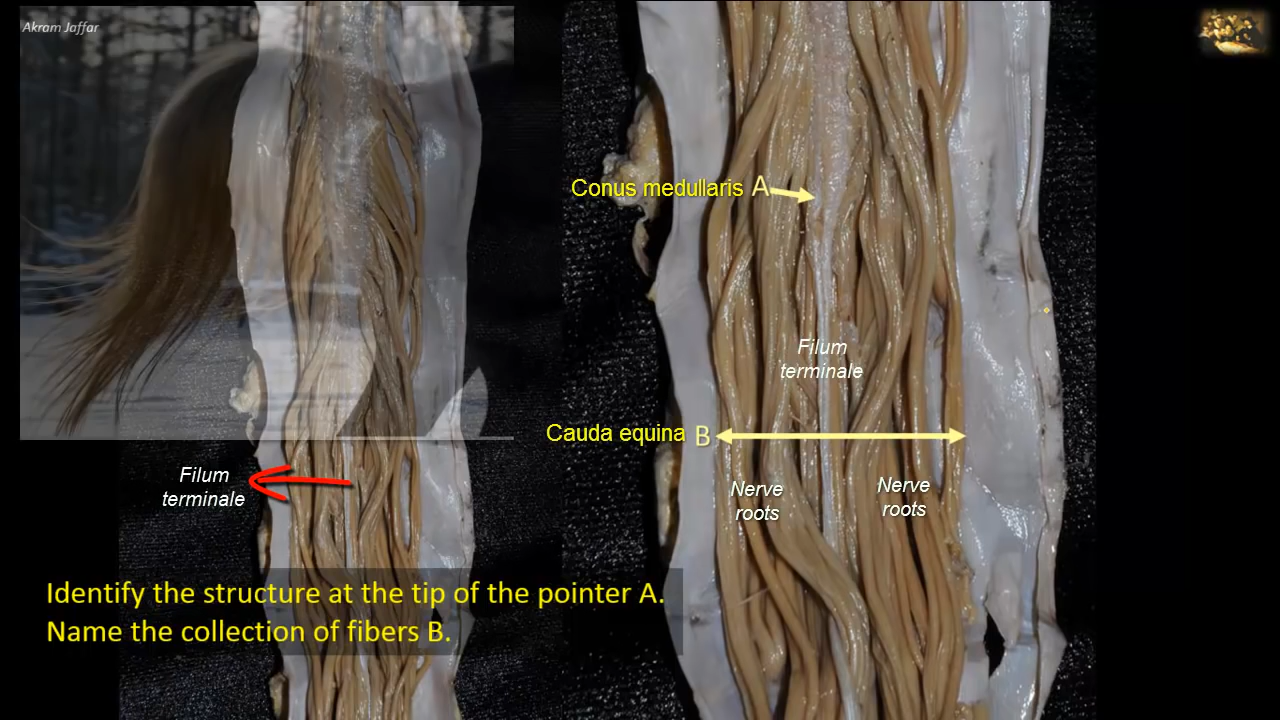 Akram Jaffar
Conus medullaris A
Filum
terminale
Cauda equina B
Filum
terminale
Nerve
roots
Nerve
roots
Identify the structure at the tip of the pointer A.
Name the collection of fibers B.